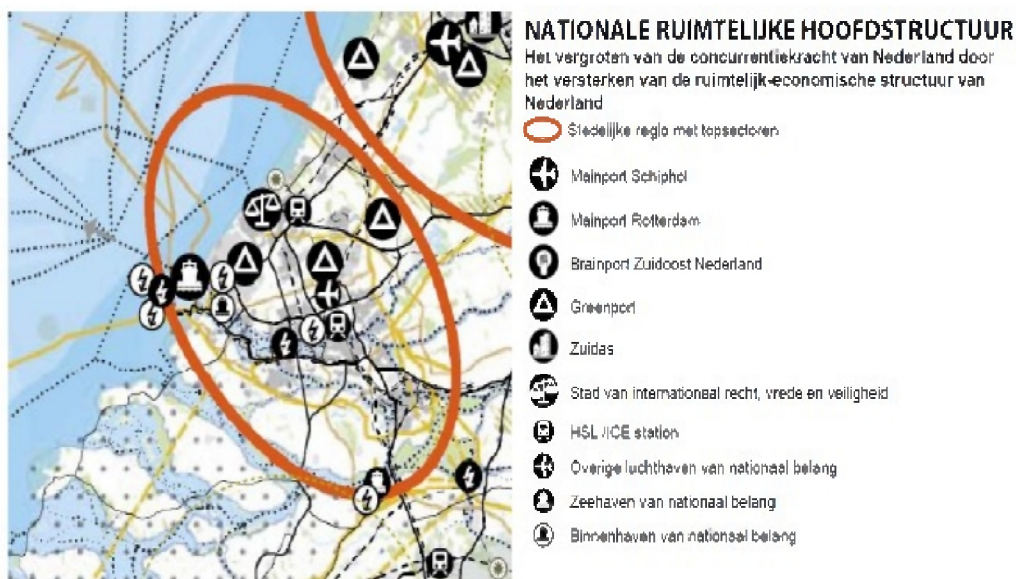 NATIONALE RUIMTELIJKE HOOFDSTRUCTUUR
Het vergroten van de concurrentiekracht van Nederland door
het versterken van de ruimtelijk-economische structuur van
Nederland
Stedelijke regio met topsectoren
Mainport Schiphol
Mainport Rotterdam
Brainport Zuidoost Nederland
Greenport
Zuidas
Stad van internationaal recht, vrede en veiligheid
HSL /ICE station
Overige luchthaven van nationaal belang
Zeehaven van nationaal belang
Binnenhaven van nationaal belang